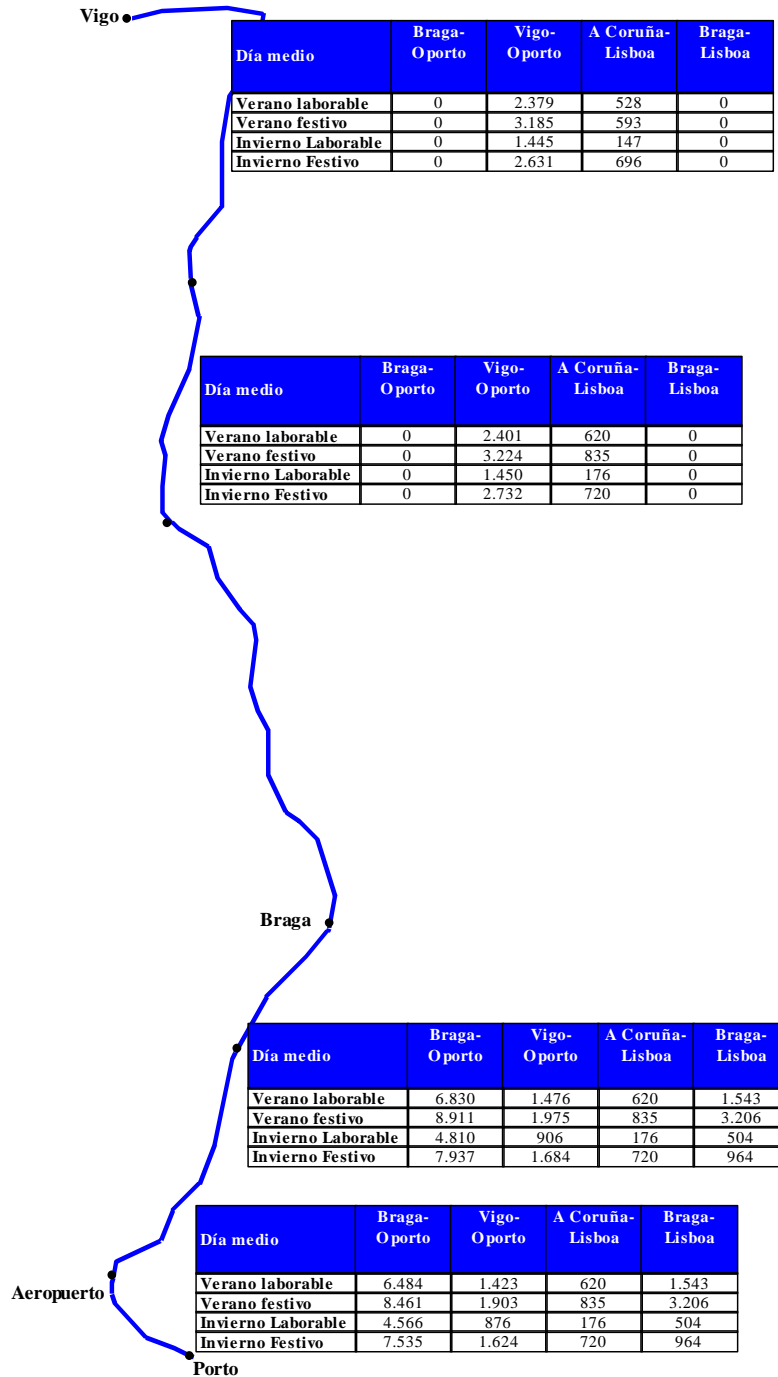 Vigo
Día medio Braga-Oporto Vigo-Oporto A Coruña-Lisboa Braga-Lisboa
Verano laborable 0 2.379 528 0
Verano festivo 0 3.185 593 0
Invierno Laborable 0 1.445 147 0
Invierno Festivo 0 2.631 696 0
Día medio Braga-Oporto Vigo-Oporto A Coruña-Lisboa Braga-Lisboa
Verano laborable 0 2.401 620 0
Verano festivo 0 3.224 835 0
Invierno Laborable 0 1.450 176 0
Invierno Festivo 0 2.732 720 0
Braga
Día medio Braga-Oporto Vigo-Oporto A Coruña-Lisboa Braga-Lisboa
Verano laborable 6.830 1.476 620 1.543
Verano festivo 8.911 1.975 835 3.206
Invierno Laborable 4.810 906 176 504
Invierno Festivo 7.937 1.684 720 964
Día medio Braga-Oporto Vigo-Oporto A Coruña-Lisboa Braga-Lisboa
Verano laborable 6.484 1.423 620 1.543
Verano festivo 8.461 1.903 835 3.206
Invierno Laborable 4.566 876 176 504
Invierno Festivo 7.535 1.624 720 964
Aeropuerto
Porto